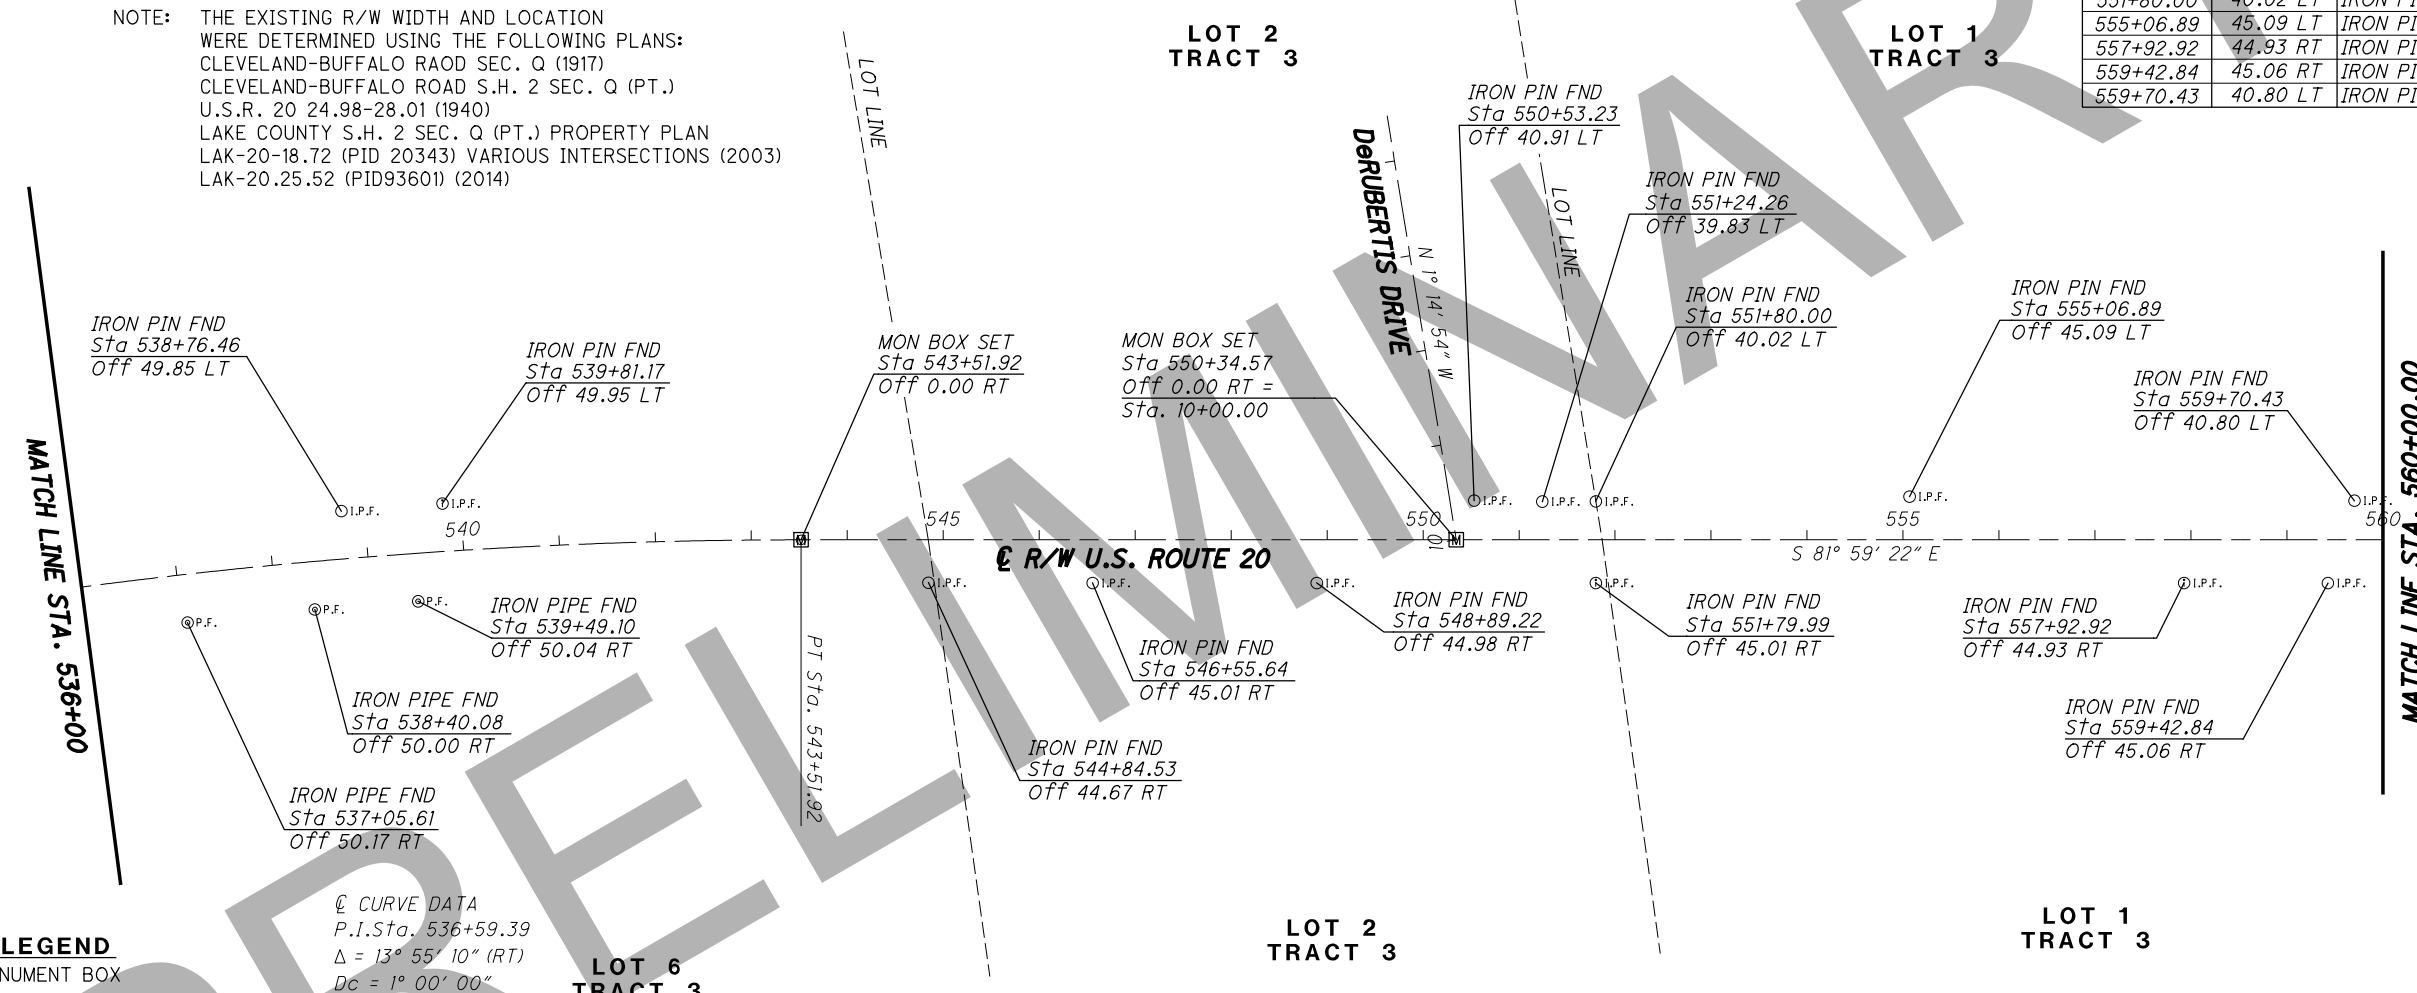 NOTE: THE EXISTING R/W WIDTH AND LOCATION
WERE DETERMINED USING THE FOLLOWING PLANS:
CLEVELAND-BUFFALO RAOD SEC. Q (1917)
CLEVELAND-BUFFALO ROAD S.H. 2 SEC. Q (PT.)
U.S.R. 20 24.98-28.01 (1940)
LAKE COUNTY S.H. 2 SEC. Q (PT.) PROPERTY PLAN
LAK-20-18.72 (PID 20343) VARIOUS INTERSECTIONS (2003)
LAK-20.25.52 (PID93601) (2014)
LOT 2
TRACT 3
LOT 1
TRACT 3
551+80.00 40.02 LT IRON
555+06.89 45.09 LT IRON
557+92.92 44.93 RT IRON
559+42.84 45.06 RT IRON
559+70.43 40.80 LT IRON
LOT LINE
DeRUBERTIS DRIVE
N 1° 14' 54" W
LOT LINE
IRON PIN FND
Sta 550+53.23
Off 40.91 LT
IRON PIN FND
Sta 551+24.26
Off 39.83 LT
IRON PIN FND
Sta 551+80.00
Off 40.02 LT
IRON PIN FND
Sta 555+06.89
Off 45.09 LT
IRON PIN FND
Sta 559+70.43
Off 40.80 LT
IRON PIN FND
Sta 538+76.46
Off 49.85 LT
IRON PIN FND
Sta 539+81.17
Off 49.95 LT
MON BOX SET
Sta 543+51.92
Off 0.00 RT
MON BOX SET
Sta 550+34.57
Off 0.00 RT =
Sta. 10+00.00
MATCH LINE STA. 536+00
MATCH LINE STA. 560+00.00
I.P.F.
I.P.F.
I.P.F.
I.P.F.
I.P.F.
I.P.F.
I.P.F.
540
545
550
555
560
10
M
M
℄ R/W U.S. ROUTE 20
S 81° 59' 22" E
P.F.
P.F.
P.F.
I.P.F.
I.P.F.
I.P.F.
I.P.F.
I.P.F.
I.P.F.
IRON PIPE FND
Sta 539+49.10
Off 50.04 RT
IRON PIPE FND
Sta 538+40.08
Off 50.00 RT
IRON PIPE FND
Sta 537+05.61
Off 50.17 RT
PT Sta. 543+51.92
IRON PIN FND
Sta 544+84.53
Off 44.67 RT
IRON PIN FND
Sta 546+55.64
Off 45.01 RT
IRON PIN FND
Sta 548+89.22
Off 44.98 RT
IRON PIN FND
Sta 551+79.99
Off 45.01 RT
IRON PIN FND
Sta 557+92.92
Off 44.93 RT
IRON PIN FND
Sta 559+42.84
Off 45.06 RT
℄ CURVE DATA
P.I.Sta. 536+59.39
Δ = 13° 55' 10" (RT)
Dc = 1° 00' 00"
LEGEND
NUMENT BOX
LOT 6
TRACT 3
LOT 2
TRACT 3
LOT 1
TRACT 3
PRELIMINARY